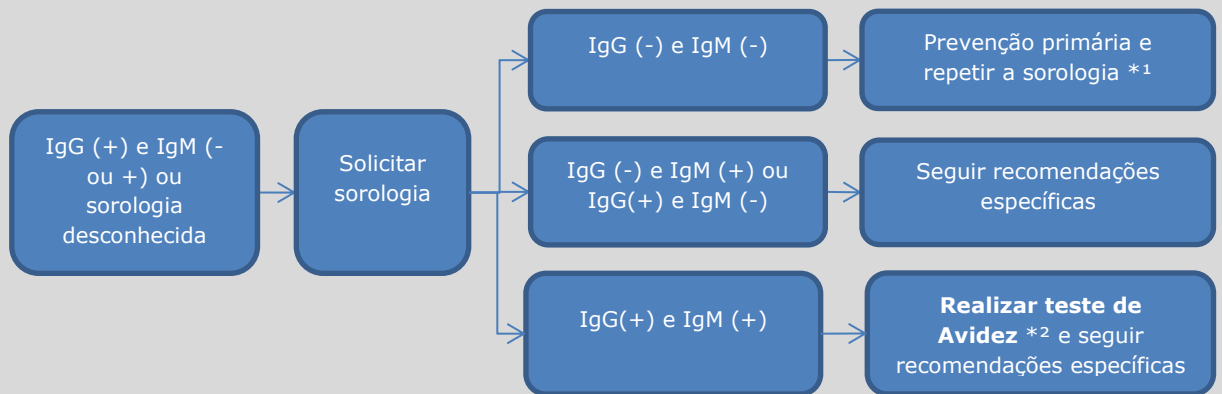 IgG (+) e IgM (-
ou +) ou
sorologia
desconhecida
Solicitar
sorologia
IgG (-) e IgM (-)
Prevenção primária e
repetir a sorologia *¹
IgG (-) e IgM (+) ou
IgG(+) e IgM (-)
Seguir recomendações
específicas
IgG(+) e IgM (+)
Realizar teste de
Avidez *² e seguir
recomendações específicas